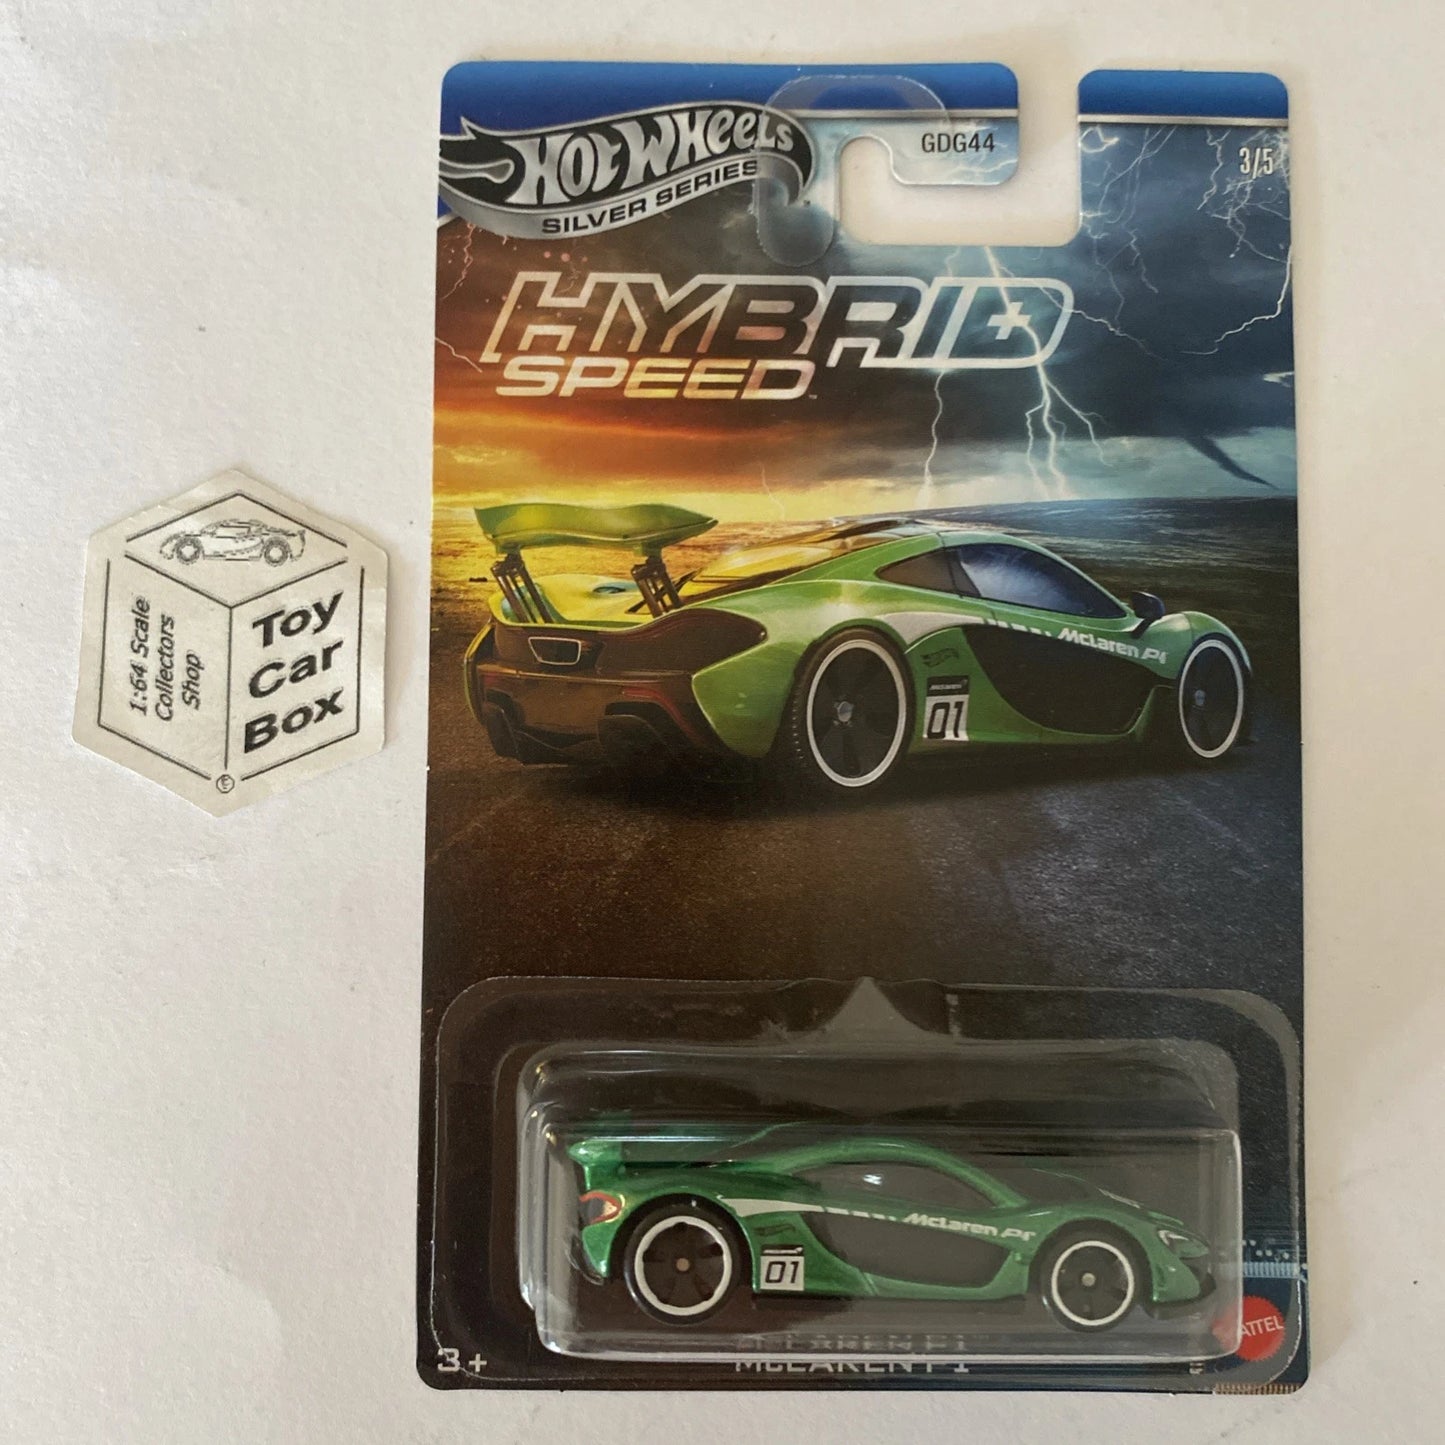 HOT WHEELS
SILVER SERIES
GDG44
3/5
HYBRID
SPEED™
McLaren P1
01
1:64 Scale
Collectors
Shop
Toy
Car
Box
McLaren P1
01
3+
MCLAREN P1
MATTEL